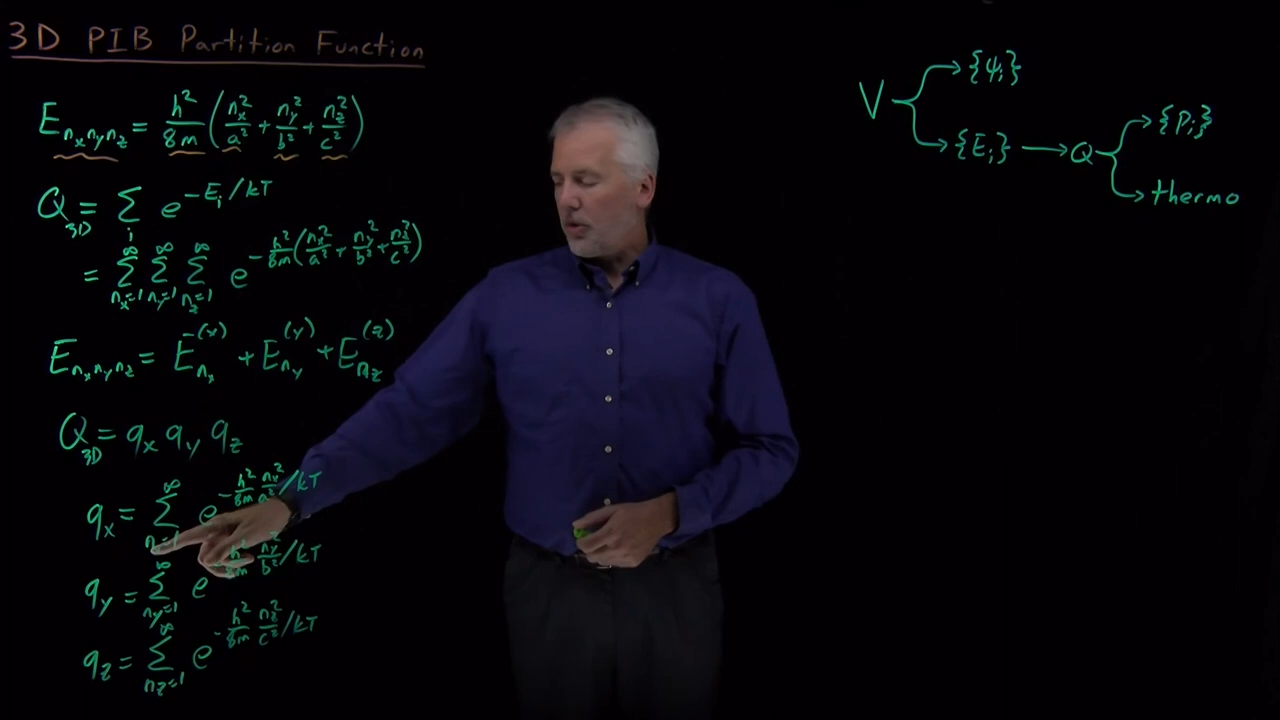 3D PIB Partition Function
E_{n_x n_y n_z} = h²/8m (n_x²/a² + n_y²/b² + n_z²/c²)
Q_{3D} = Σ_i e^{-E_i/kT}
= Σ_{n_x=1}^∞ Σ_{n_y=1}^∞ Σ_{n_z=1}^∞ e^{-h²/8m (n_x²/a² + n_y²/b² + n_z²/c²)}
E_{n_x n_y n_z} = E_{n_x}^{(x)} + E_{n_y}^{(y)} + E_{n_z}^{(z)}
Q_{3D} = q_x q_y q_z
q_x = Σ^∞ e^{-h²/8m n_x²/a² /kT}
q_y = Σ_{n_y=1}^∞ e^{-h²/8m n_y²/b² /kT}
q_z = Σ_{n_z=1}^∞ e^{-h²/8m n_z²/c² /kT}
V → {ψ_i}
→ {E_i} → Q → {P_i}
→ thermo